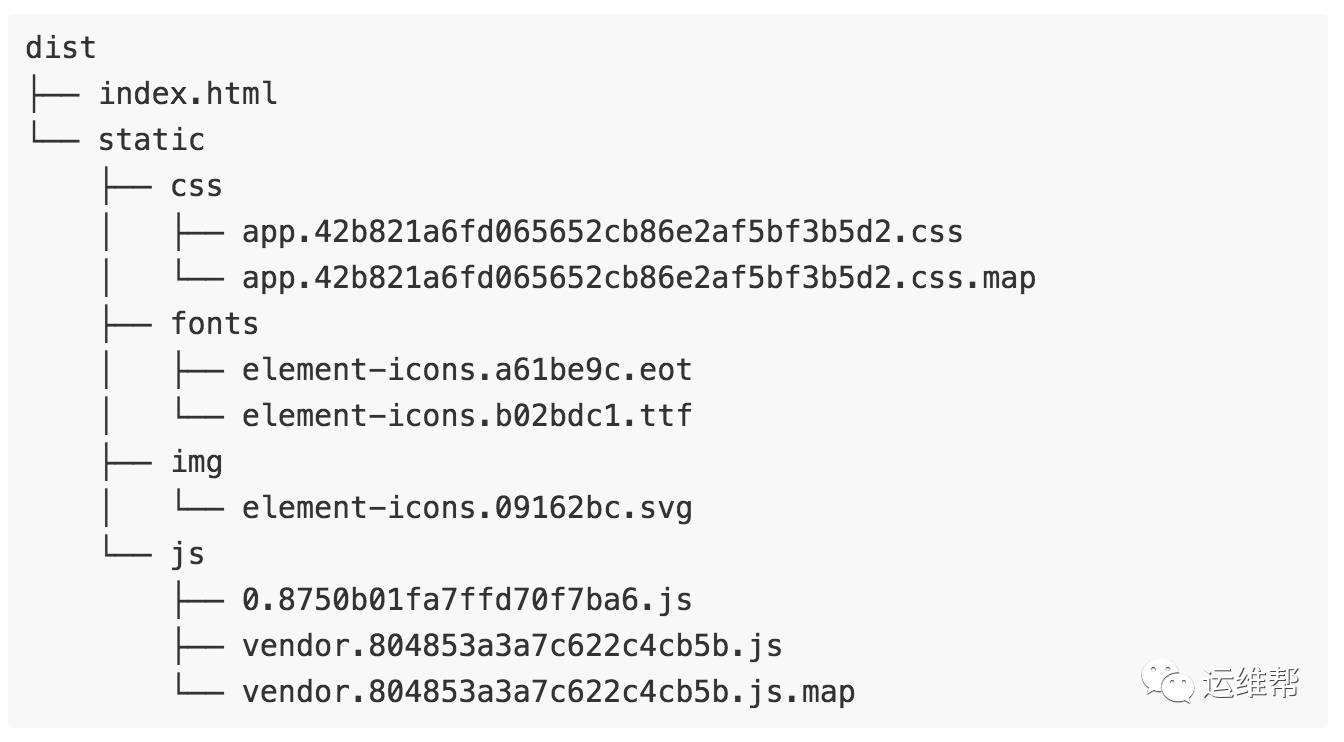 dist
├── index.html
└── static
    ├── css
    │   ├── app.42b821a6fd065652cb86e2af5bf3b5d2.css
    │   └── app.42b821a6fd065652cb86e2af5bf3b5d2.css.map
    ├── fonts
    │   ├── element-icons.a61be9c.eot
    │   └── element-icons.b02bdc1.ttf
    ├── img
    │   └── element-icons.09162bc.svg
    └── js
        ├── 0.8750b01fa7ffd70f7ba6.js
        ├── vendor.804853a3a7c622c4cb5b.js
        └── vendor.804853a3a7c622c4cb5b.js.map
运维帮